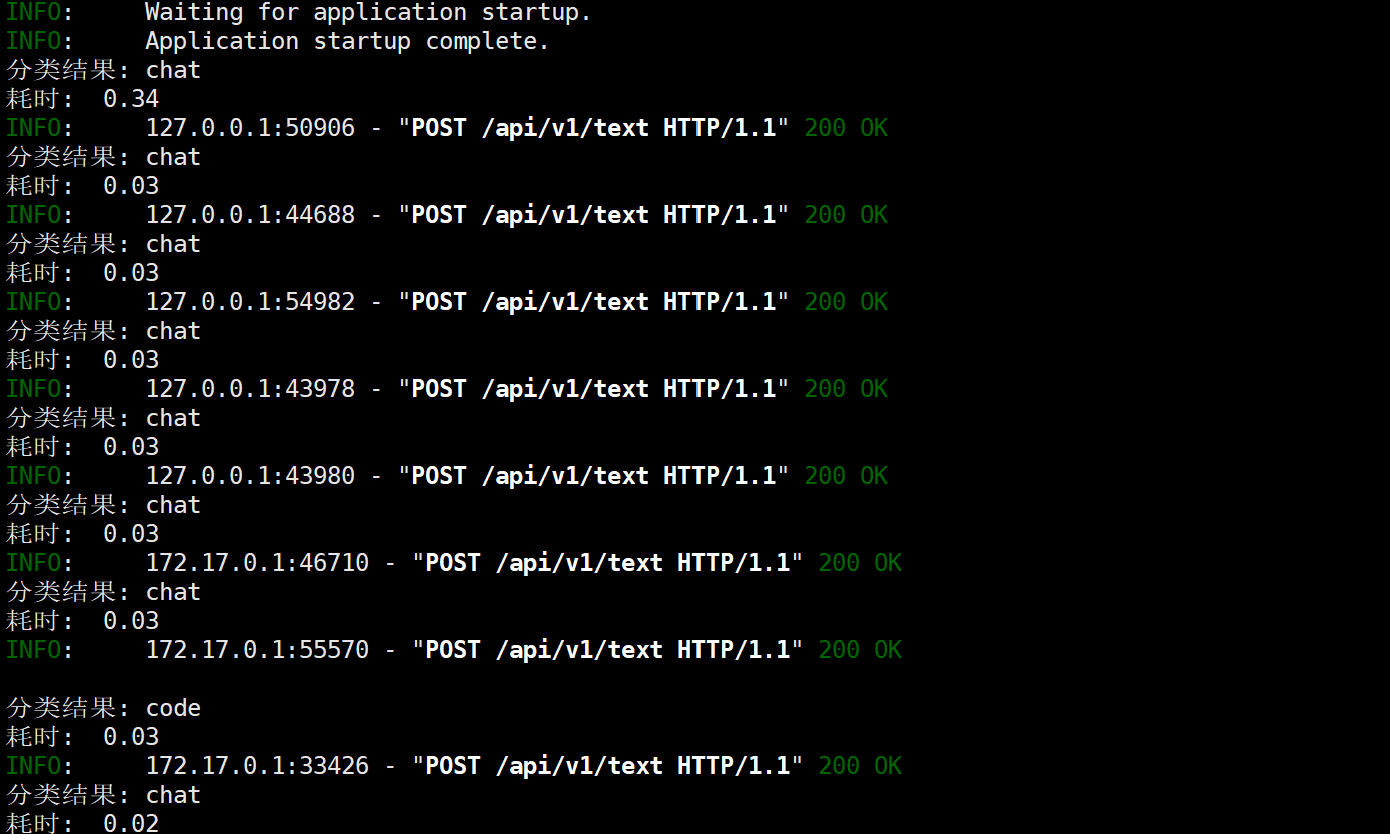 INFO:     Waiting for application startup.
INFO:     Application startup complete.
分类结果: chat
耗时:  0.34
INFO:     127.0.0.1:50906 - "POST /api/v1/text HTTP/1.1" 200 OK
分类结果: chat
耗时:  0.03
INFO:     127.0.0.1:44688 - "POST /api/v1/text HTTP/1.1" 200 OK
分类结果: chat
耗时:  0.03
INFO:     127.0.0.1:54982 - "POST /api/v1/text HTTP/1.1" 200 OK
分类结果: chat
耗时:  0.03
INFO:     127.0.0.1:43978 - "POST /api/v1/text HTTP/1.1" 200 OK
分类结果: chat
耗时:  0.03
INFO:     127.0.0.1:43980 - "POST /api/v1/text HTTP/1.1" 200 OK
分类结果: chat
耗时:  0.03
INFO:     172.17.0.1:46710 - "POST /api/v1/text HTTP/1.1" 200 OK
分类结果: chat
耗时:  0.03
INFO:     172.17.0.1:55570 - "POST /api/v1/text HTTP/1.1" 200 OK
分类结果: code
耗时:  0.03
INFO:     172.17.0.1:33426 - "POST /api/v1/text HTTP/1.1" 200 OK
分类结果: chat
耗时:  0.02